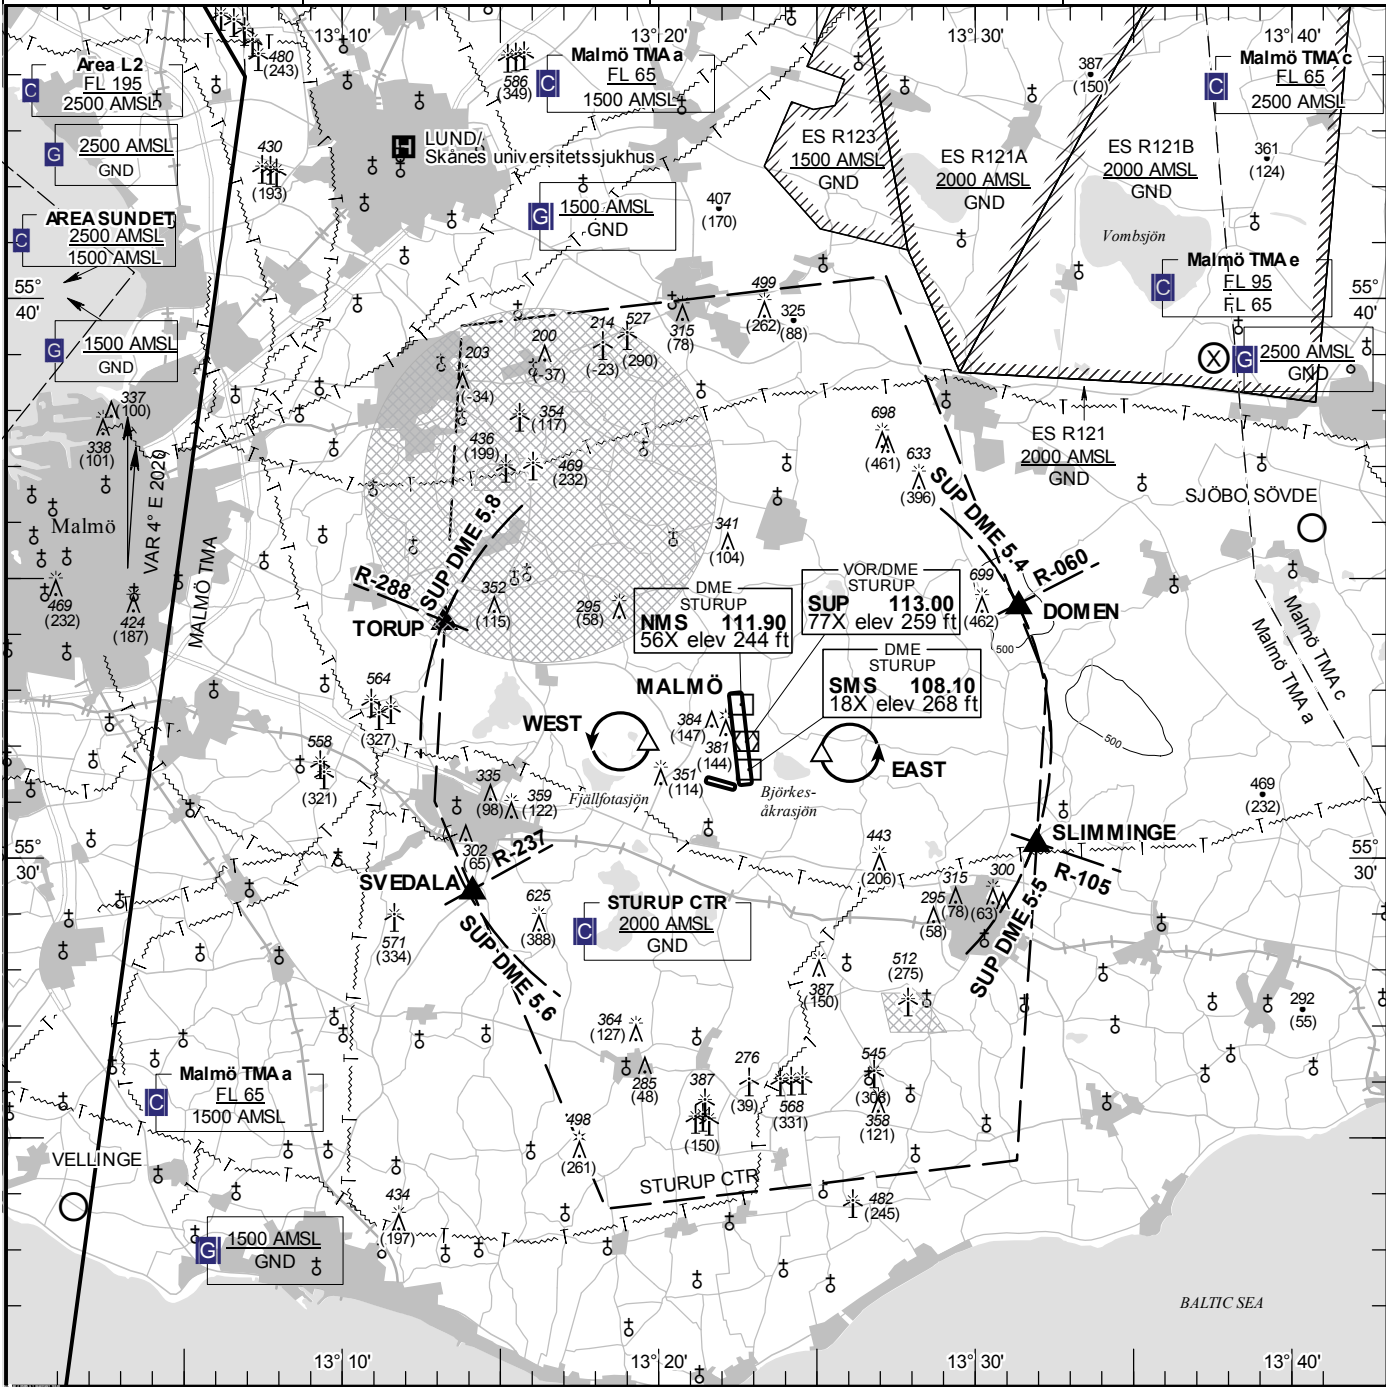 13°10'
13°20'
13°30'
13°40'
480
(243)
586
(349)
387
(150)
Area L2
FL 195
2500 AMSL
C
Malmö TMA a
FL 65
1500 AMSL
C
Malmö TMA c
FL 65
2500 AMSL
C
2500 AMSL
GND
G
430
(193)
H
LUND/
Skånes universitetssjukhus
ES R123
1500 AMSL
GND
ES R121A
2000 AMSL
GND
ES R121B
2000 AMSL
GND
361
(124)
AREA SUNDET
2500 AMSL
1500 AMSL
C
1500 AMSL
GND
G
407
(170)
Vombsjön
Malmö TMA e
FL 95
FL 65
C
55°
40'
55°
40'
1500 AMSL
GND
G
203
(-34)
200
(-37)
214
(-23)
527
(290)
315
(78)
499
(262)
325
(88)
X
G
2500 AMSL
GND
337
(100)
338
(101)
354
(117)
436
(199)
469
(232)
698
(461)
633
(396)
ES R121
2000 AMSL
GND
Malmö
VAR 4° E 2020
MALMÖ TMA
SUP DME 5.8
341
(104)
SUP DME 5.4
SJÖBO SÖVDE
469
(232)
424
(187)
R-288
TORUP
352
(115)
295
(58)
DME
STURUP
NMS 111.90
56X elev 244 ft
VOR/DME
STURUP
SUP 113.00
77X elev 259 ft
699
(462)
R-060
DOMEN
500
Malmö TMA c
Malmö TMA a
DME
STURUP
SMS 108.10
18X elev 268 ft
564
(327)
MALMÖ
384
(147)
381
(144)
WEST
EAST
500
558
(321)
335
(98)
359
(122)
351
(114)
Fjällfotasjön
Björkes-
åkrasjön
469
(232)
55°
30'
55°
30'
302
(65)
R-237
SVEDALA
443
(206)
SLIMMINGE
R-105
571
(334)
625
(388)
SUP DME 5.6
STURUP CTR
2000 AMSL
GND
C
295
(58)
315
(78)
300
(63)
SUP DME 5.5
387
(150)
512
(275)
292
(55)
364
(127)
285
(48)
276
(39)
387
(150)
568
(331)
545
(308)
358
(121)
Malmö TMA a
FL 65
1500 AMSL
C
498
(261)
VELLINGE
STURUP CTR
434
(197)
482
(245)
1500 AMSL
GND
G
BALTIC SEA
13°10'
13°20'
13°30'
13°40'